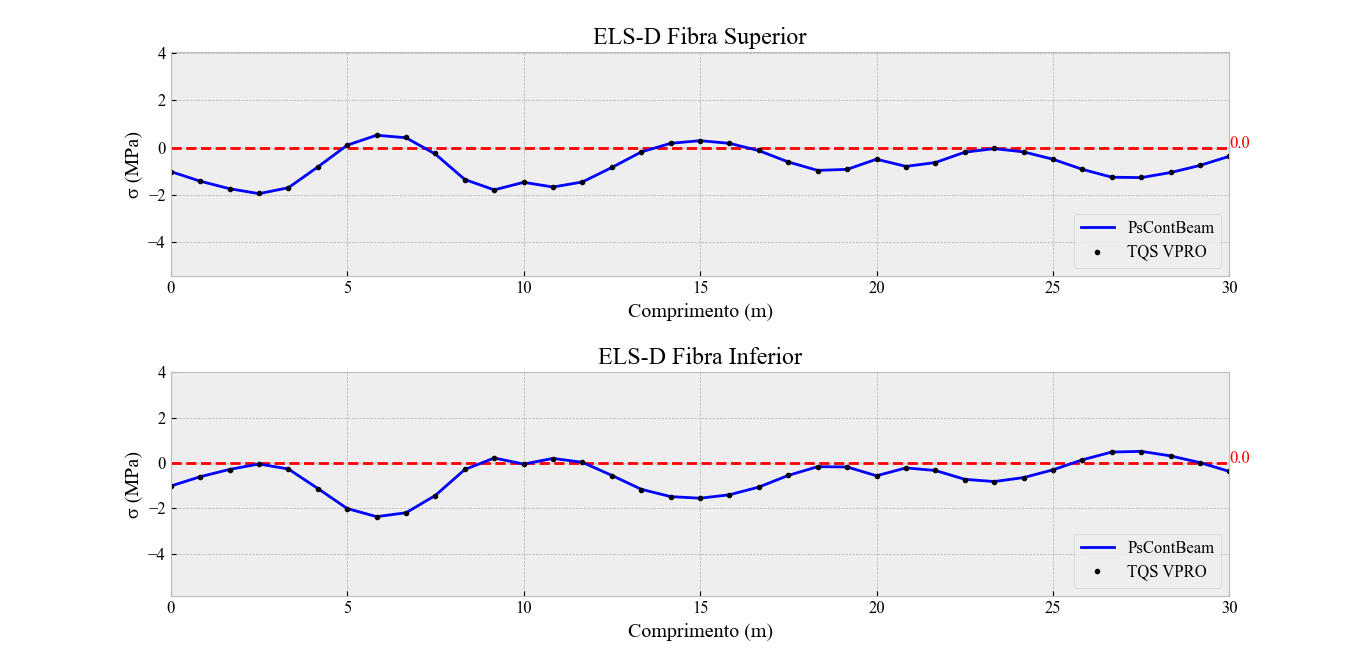 ELS-D Fibra Superior
4
2
0
−2
−4
σ (MPa)
0.0
PsContBeam
TQS VPRO
0 5 10 15 20 25 30
Comprimento (m)
ELS-D Fibra Inferior
4
2
0
−2
−4
σ (MPa)
0.0
PsContBeam
TQS VPRO
0 5 10 15 20 25 30
Comprimento (m)